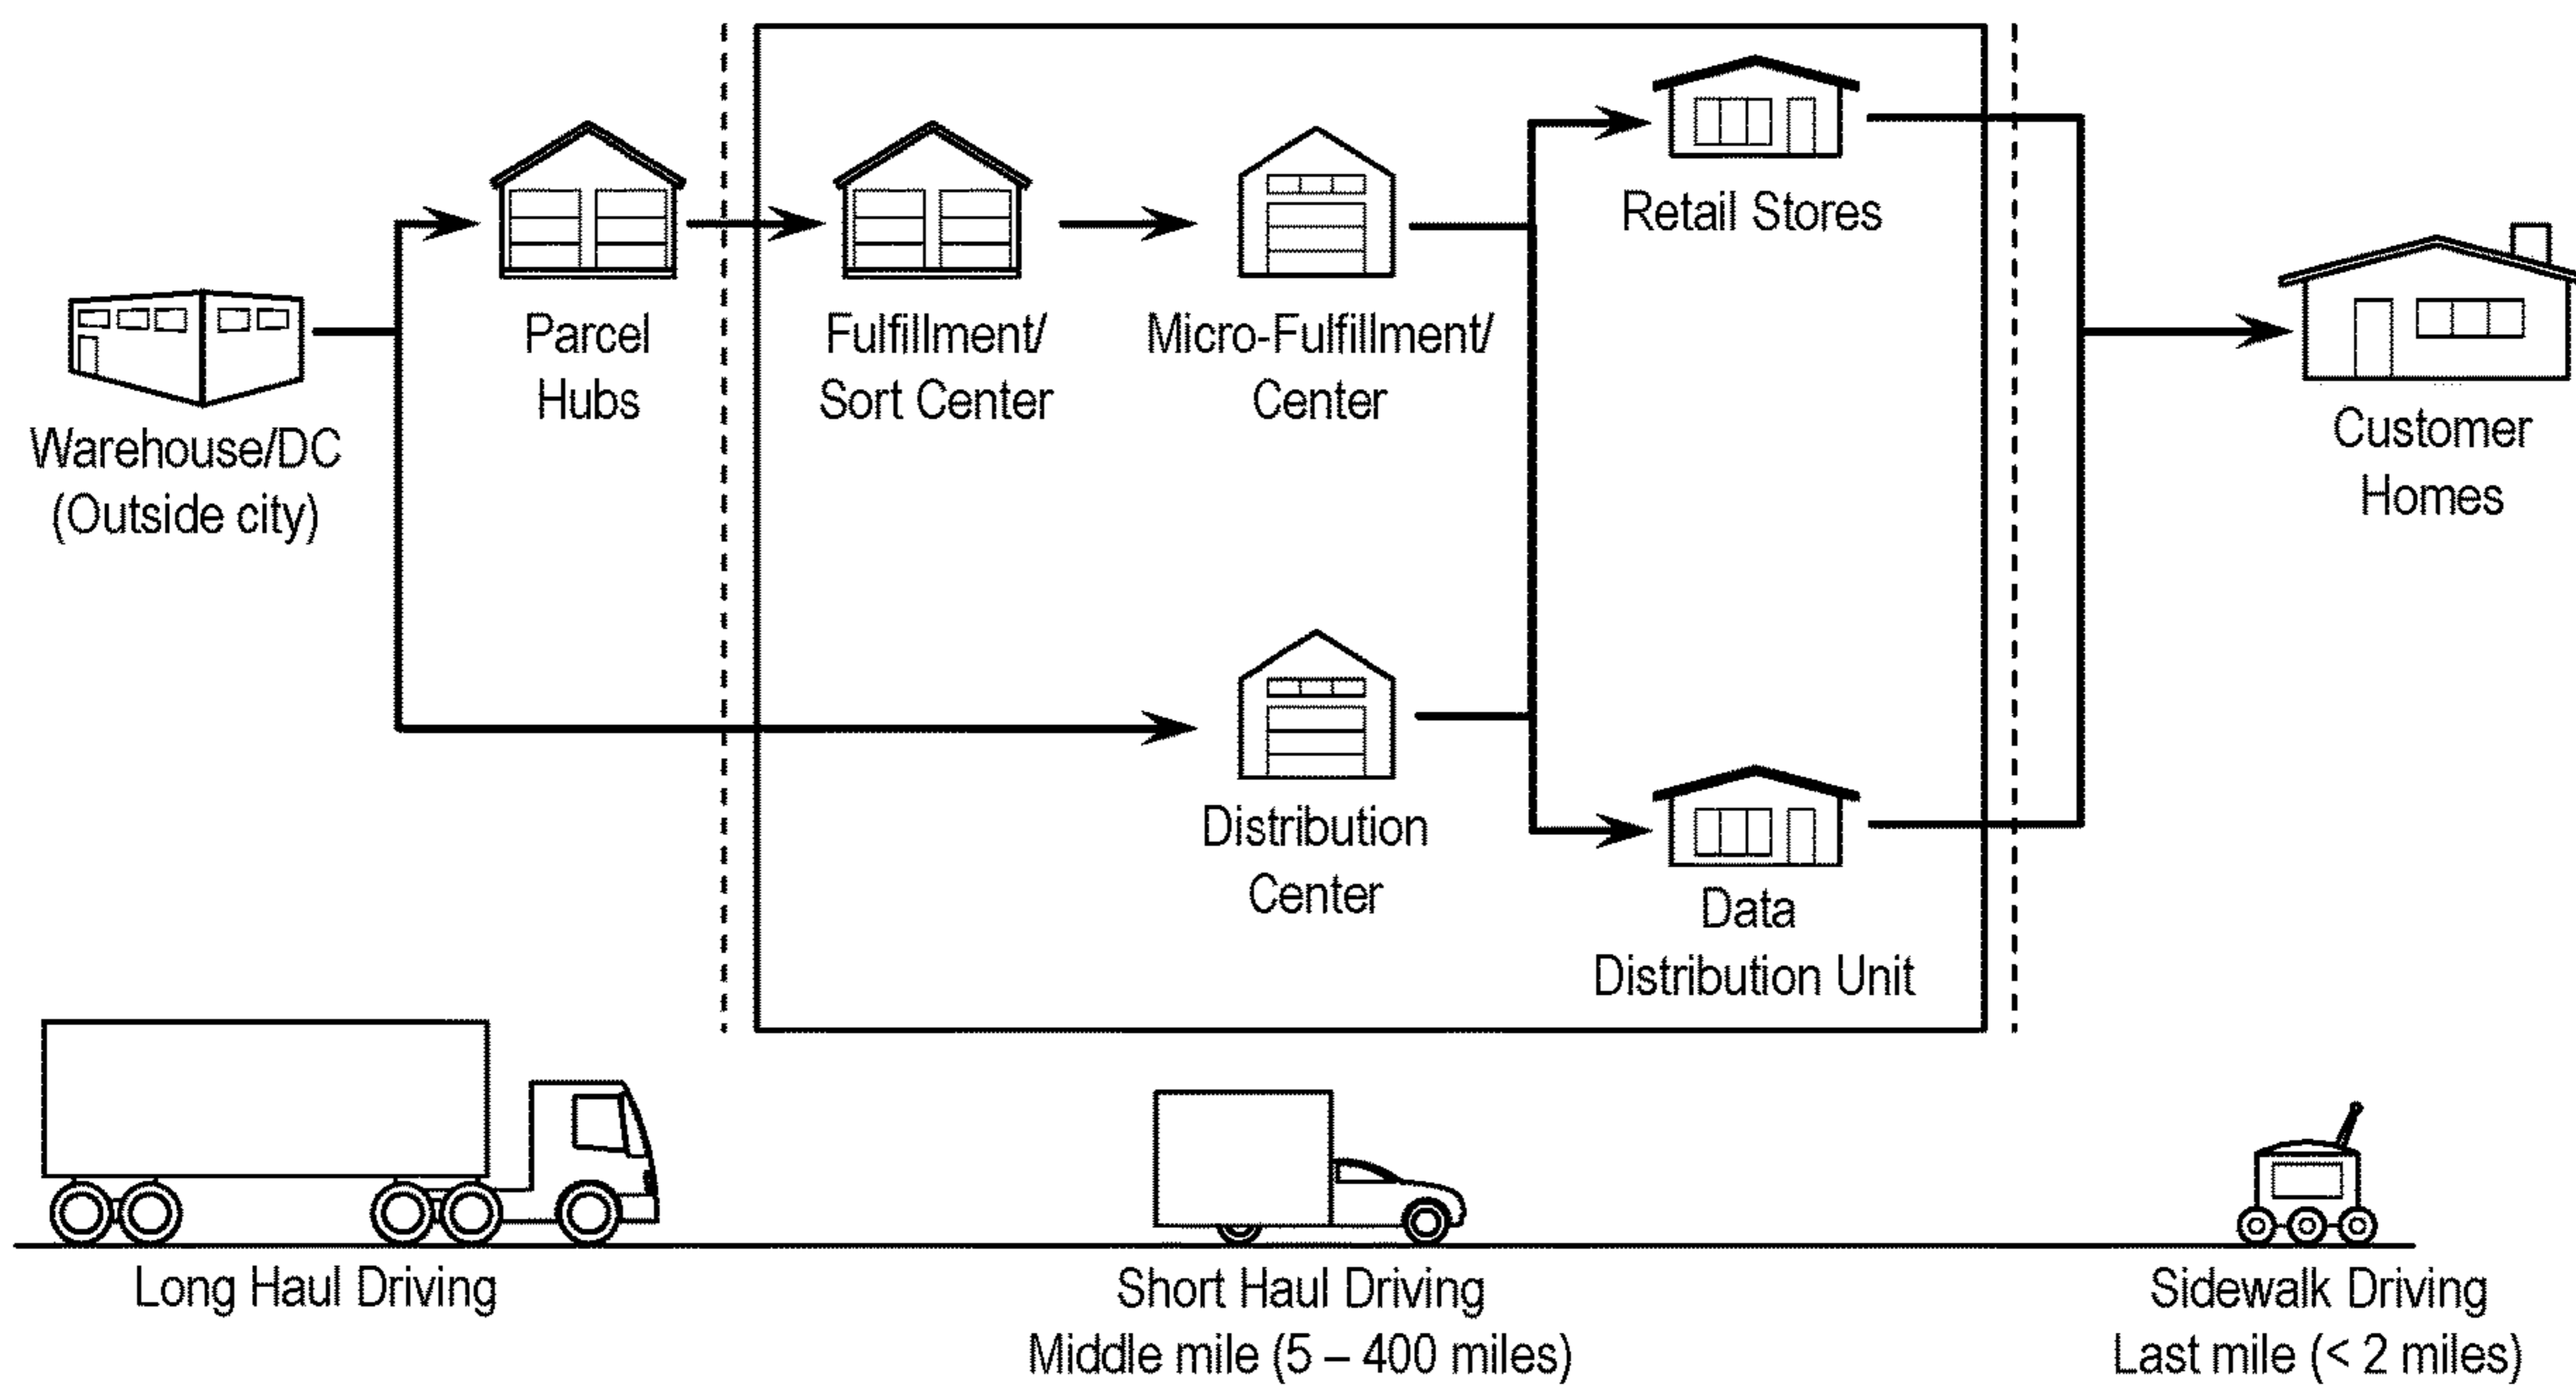 Retail Stores
Parcel
Hubs
Fulfillment/
Sort Center
Micro-Fulfillment/
Center
Warehouse/DC
(Outside city)
Customer
Homes
Distribution
Center
Data
Distribution Unit
Long Haul Driving
Short Haul Driving
Middle mile (5 – 400 miles)
Sidewalk Driving
Last mile (< 2 miles)